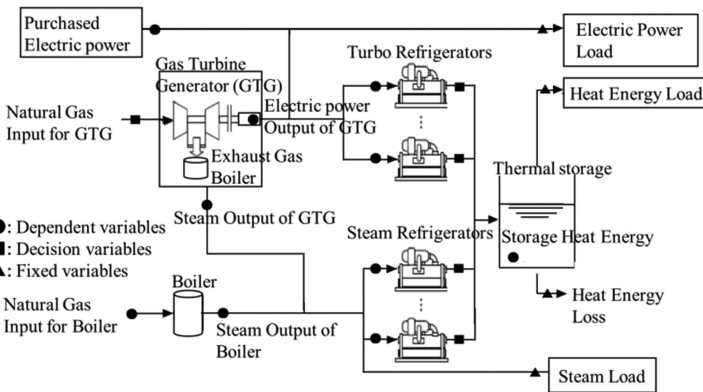 Purchased
Electric power
Electric Power
Load
Gas Turbine
Generator (GTG)
Turbo Refrigerators
Heat Energy Load
Natural Gas
Input for GTG
Electric power
Output of GTG
Exhaust Gas
Boiler
Thermal storage
Steam Output of GTG
: Dependent variables
: Decision variables
: Fixed variables
Steam Refrigerators
Storage Heat Energy
Boiler
Natural Gas
Input for Boiler
Steam Output of
Boiler
Heat Energy
Loss
Steam Load